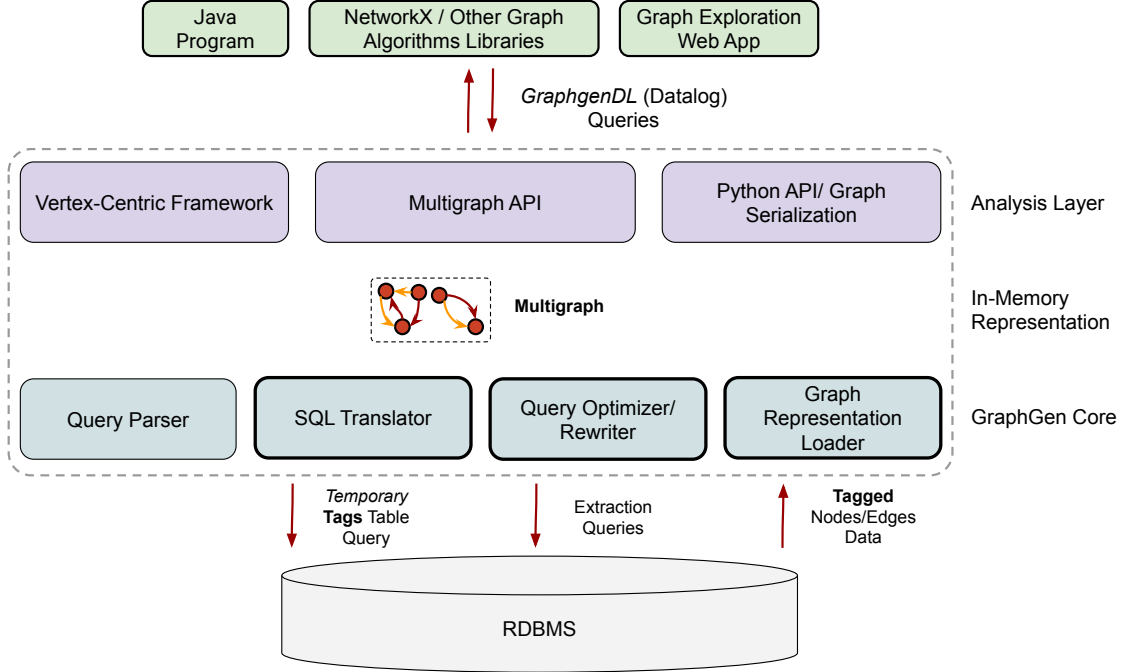 Java
Program
NetworkX / Other Graph
Algorithms Libraries
Graph Exploration
Web App
GraphgenDL (Datalog)
Queries
Vertex-Centric Framework
Multigraph API
Python API/ Graph
Serialization
Analysis Layer
Multigraph
In-Memory
Representation
Query Parser
SQL Translator
Query Optimizer/
Rewriter
Graph
Representation
Loader
GraphGen Core
Temporary
Tags Table
Query
Extraction
Queries
Tagged
Nodes/Edges
Data
RDBMS